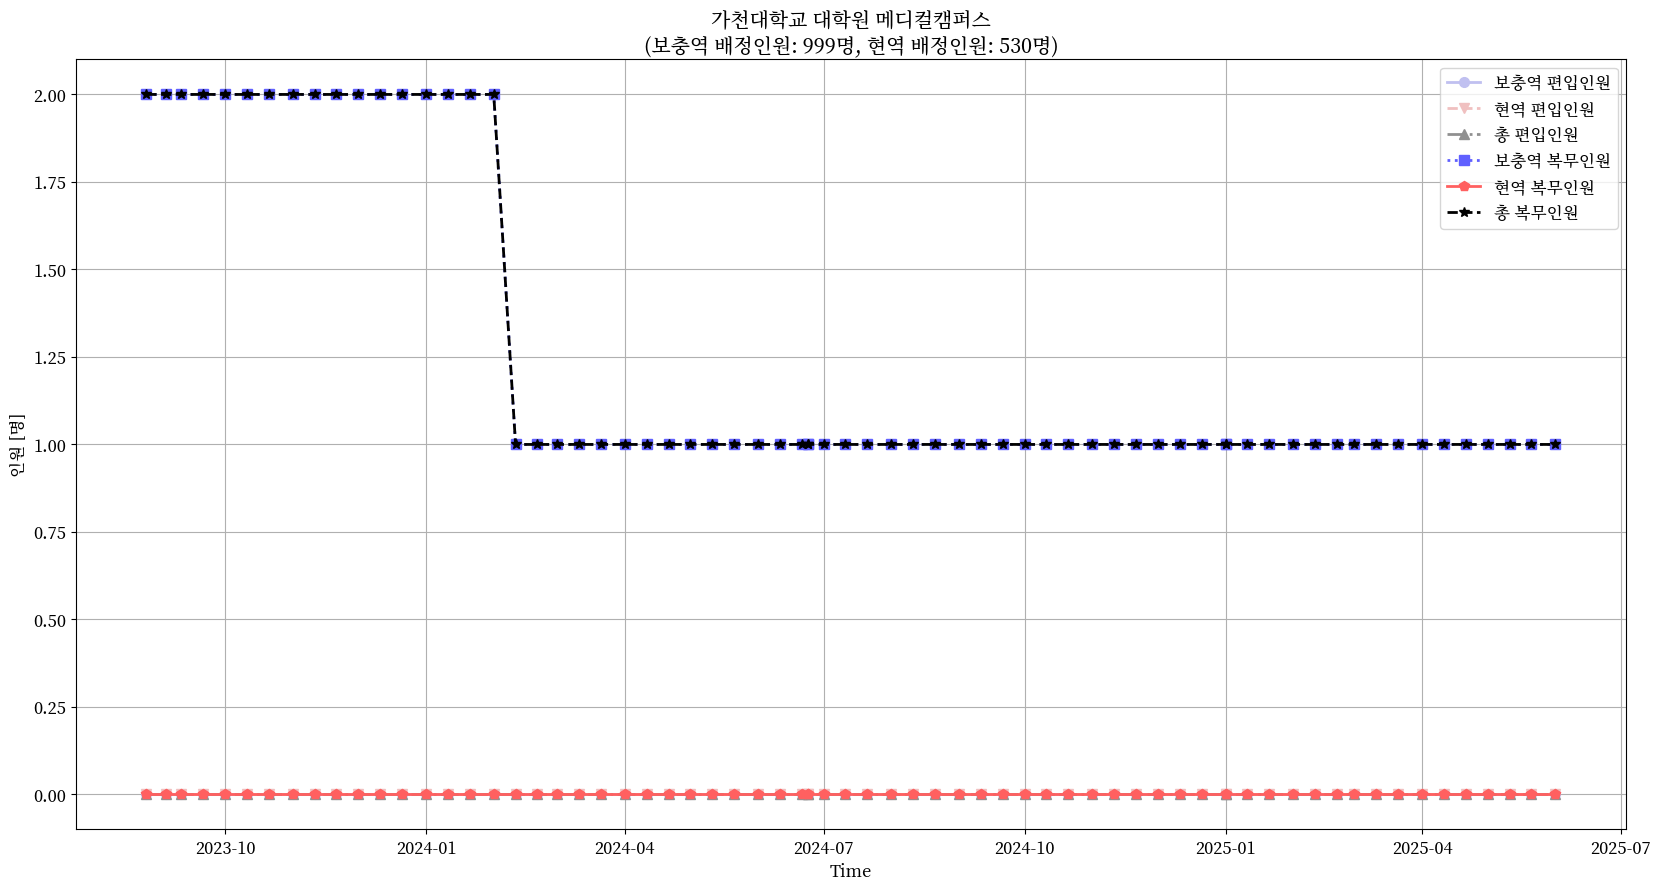 가천대학교 대학원 메디컬캠퍼스
(보충역 배정인원: 999명, 현역 배정인원: 530명)
보충역 편입인원
현역 편입인원
총 편입인원
보충역 복무인원
현역 복무인원
총 복무인원
2.00
1.75
1.50
1.25
1.00
0.75
0.50
0.25
0.00
인원 [명]
2023-10
2024-01
2024-04
2024-07
2024-10
2025-01
2025-04
2025-07
Time